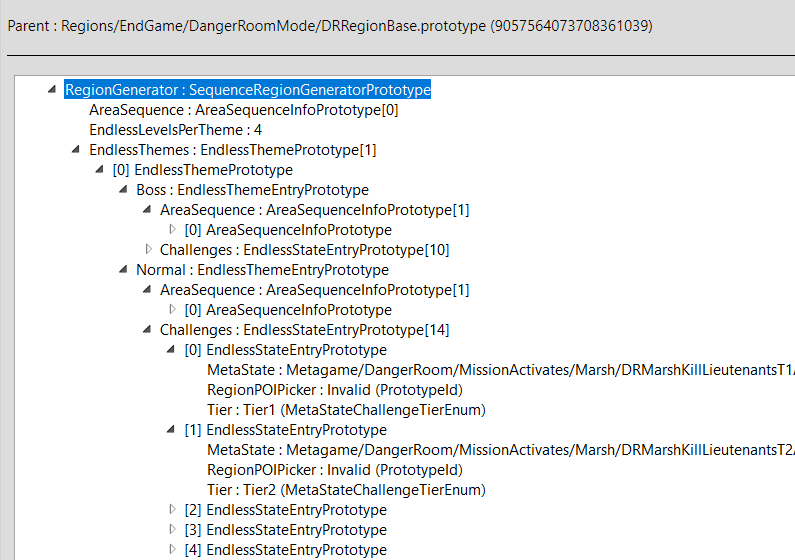 Parent : Regions/EndGame/DangerRoomMode/DRRegionBase.prototype (9057564073708361039)
RegionGenerator : SequenceRegionGeneratorPrototype
AreaSequence : AreaSequenceInfoPrototype[0]
EndlessLevelsPerTheme : 4
EndlessThemes : EndlessThemePrototype[1]
[0] EndlessThemePrototype
Boss : EndlessThemeEntryPrototype
AreaSequence : AreaSequenceInfoPrototype[1]
[0] AreaSequenceInfoPrototype
Challenges : EndlessStateEntryPrototype[10]
Normal : EndlessThemeEntryPrototype
AreaSequence : AreaSequenceInfoPrototype[1]
[0] AreaSequenceInfoPrototype
Challenges : EndlessStateEntryPrototype[14]
[0] EndlessStateEntryPrototype
MetaState : Metagame/DangerRoom/MissionActivates/Marsh/DRMarshKillLieutenantsT1
RegionPOIPicker : Invalid (PrototypeId)
Tier : Tier1 (MetaStateChallengeTierEnum)
[1] EndlessStateEntryPrototype
MetaState : Metagame/DangerRoom/MissionActivates/Marsh/DRMarshKillLieutenantsT2
RegionPOIPicker : Invalid (PrototypeId)
Tier : Tier2 (MetaStateChallengeTierEnum)
[2] EndlessStateEntryPrototype
[3] EndlessStateEntryPrototype
[4] EndlessStateEntryPrototype